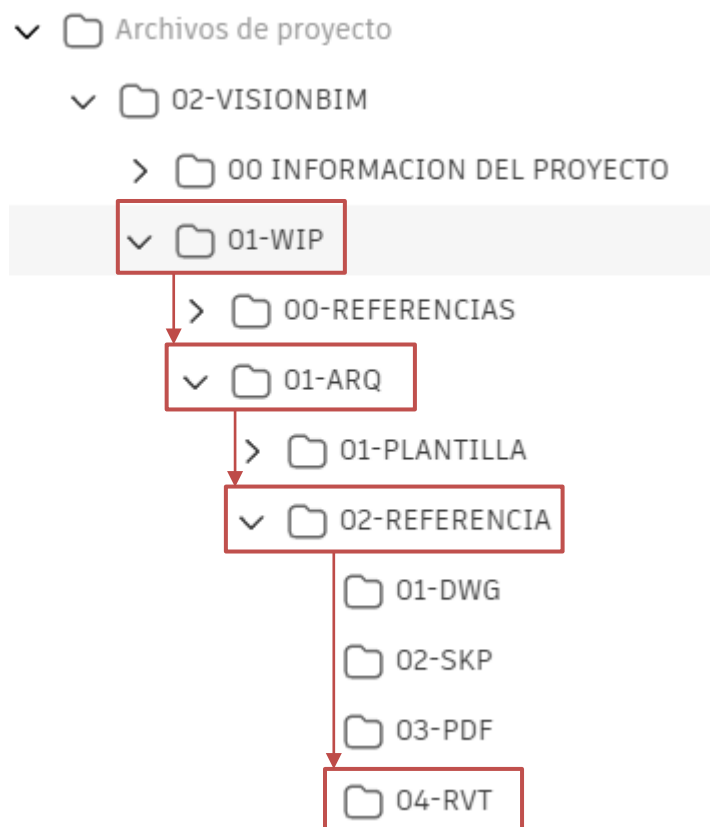 Archivos de proyecto
02-VISIONBIM
00 INFORMACION DEL PROYECTO
01-WIP
00-REFERENCIAS
01-ARQ
01-PLANTILLA
02-REFERENCIA
01-DWG
02-SKP
03-PDF
04-RVT